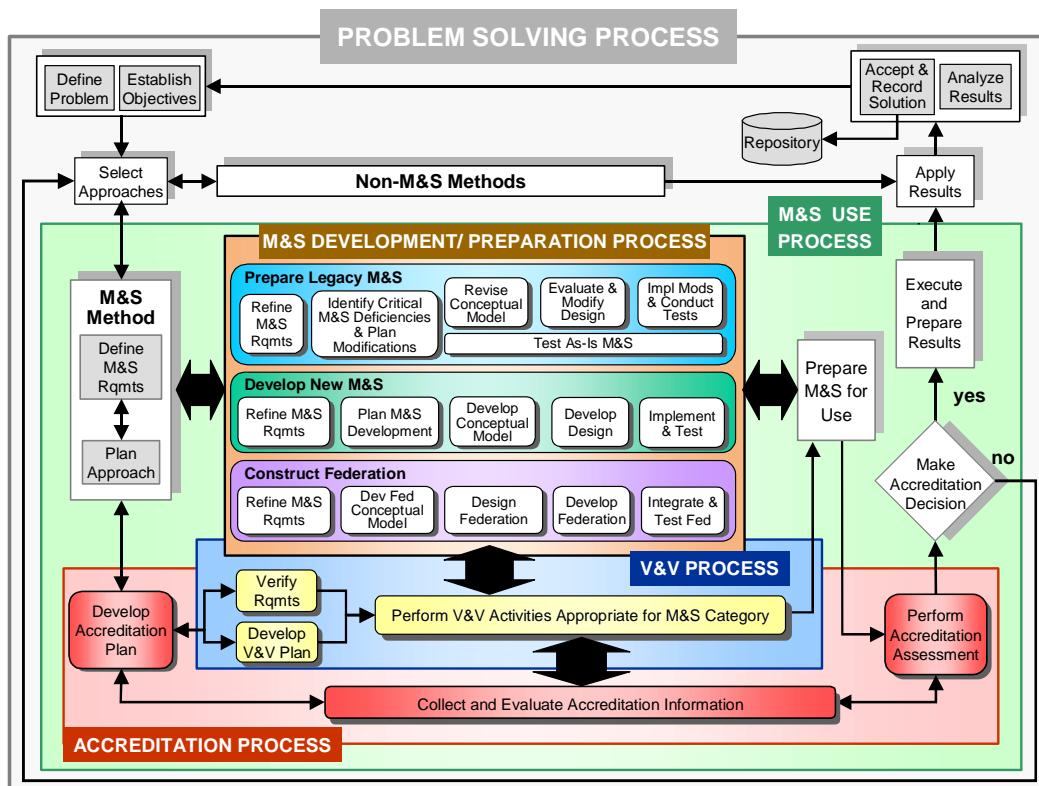 PROBLEM SOLVING PROCESS
Define
Problem
Establish
Objectives
Accept &
Record
Solution
Analyze
Results
Repository
Select
Approaches
Non-M&S Methods
Apply
Results
M&S USE
PROCESS
M&S DEVELOPMENT/ PREPARATION PROCESS
M&S
Method
Define
M&S
Rqmts
Plan
Approach
Prepare Legacy M&S
Refine
M&S
Rqmts
Identify Critical
M&S Deficiencies
& Plan
Modifications
Revise
Conceptual
Model
Evaluate &
Modify
Design
Impl Mods
& Conduct
Tests
Test As-Is M&S
Develop New M&S
Refine M&S
Rqmts
Plan M&S
Development
Develop
Conceptual
Model
Develop
Design
Implement
& Test
Construct Federation
Refine M&S
Rqmts
Dev Fed
Conceptual
Model
Design
Federation
Develop
Federation
Integrate &
Test Fed
Prepare
M&S for
Use
Execute
and
Prepare
Results
yes
no
Make
Accreditation
Decision
V&V PROCESS
Develop
Accreditation
Plan
Verify
Rqmts
Develop
V&V Plan
Perform V&V Activities Appropriate for M&S Category
Perform
Accreditation
Assessment
Collect and Evaluate Accreditation Information
ACCREDITATION PROCESS